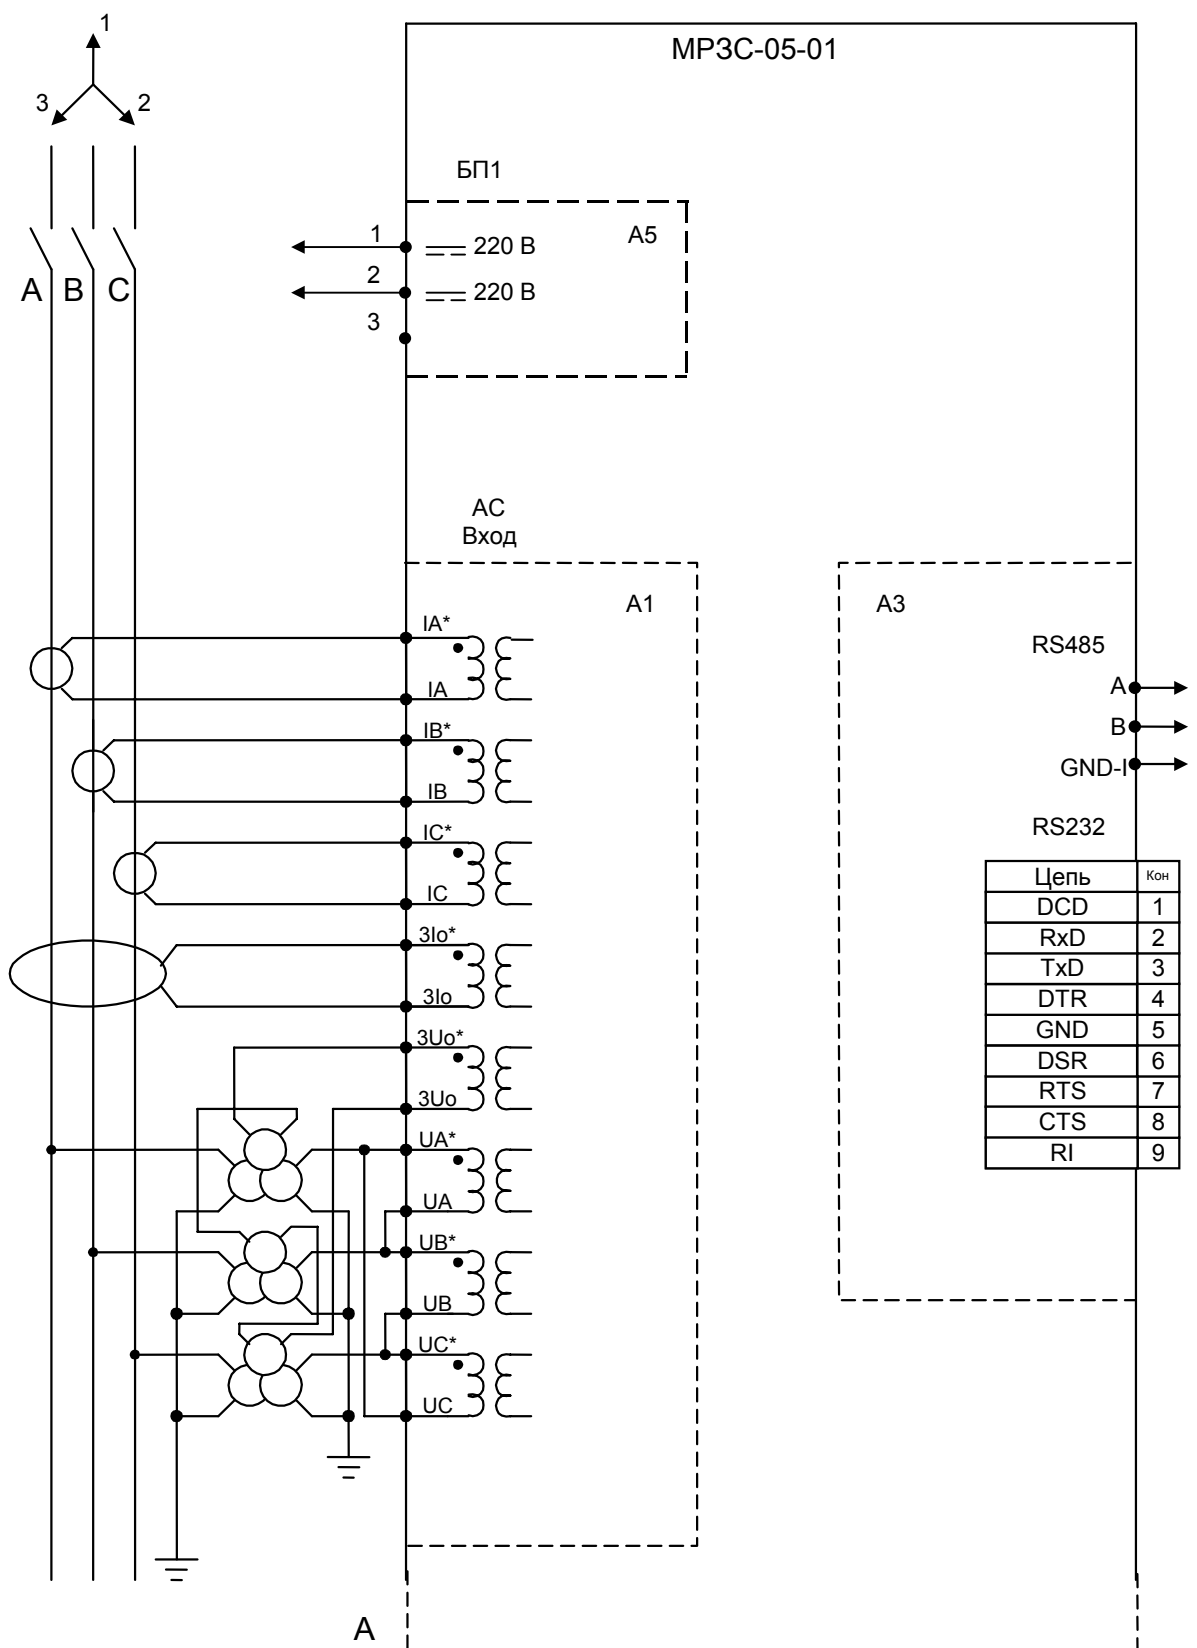 1
МРЗС-05-01
3
2
БП1
1
220 В
А5
2
220 В
А
В
С
3
АС
Вход
А1
А3
IA*
RS485
IA
A
IB*
B
GND-I
IB
IC*
RS232
IC
Цепь Кон
DCD 1
RxD 2
3Io*
TxD 3
3Io
DTR 4
3Uo*
GND 5
DSR 6
3Uo
RTS 7
UA*
CTS 8
RI 9
UA
UB*
UB
UC*
UC
А